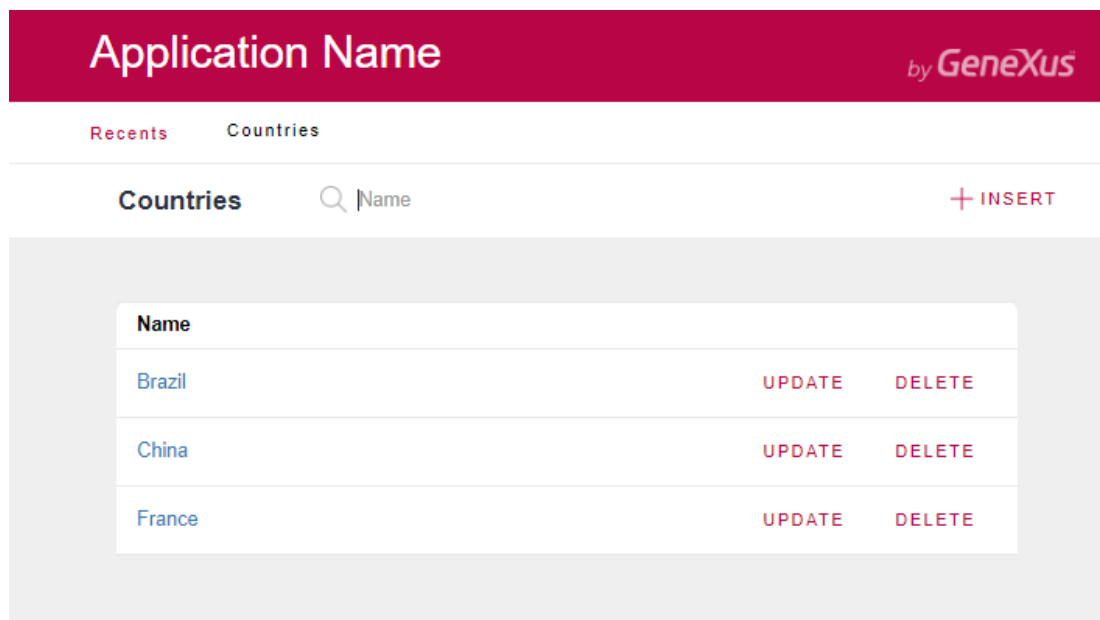 Application Name
by GeneXus
Recents Countries
Countries Name INSERT
Name
Brazil UPDATE DELETE
China UPDATE DELETE
France UPDATE DELETE